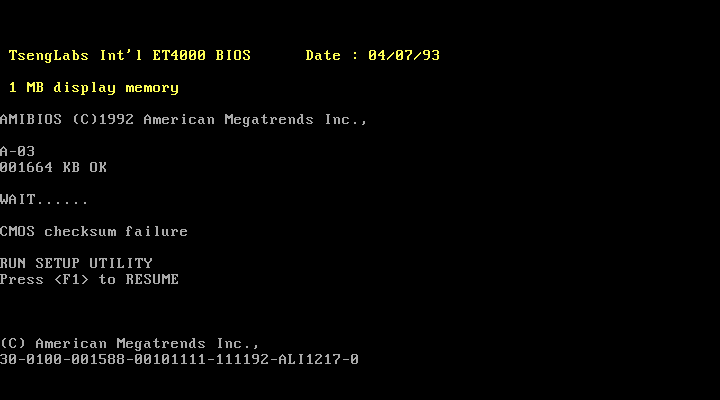 TsengLabs Int'l ET4000 BIOS      Date : 04/07/93
1 MB display memory
AMIBIOS (C)1992 American Megatrends Inc.,
A-03
001664 KB OK
WAIT......
CMOS checksum failure
RUN SETUP UTILITY
Press <F1> to RESUME
(C) American Megatrends Inc.,
30-0100-001588-00101111-111192-ALI1217-0